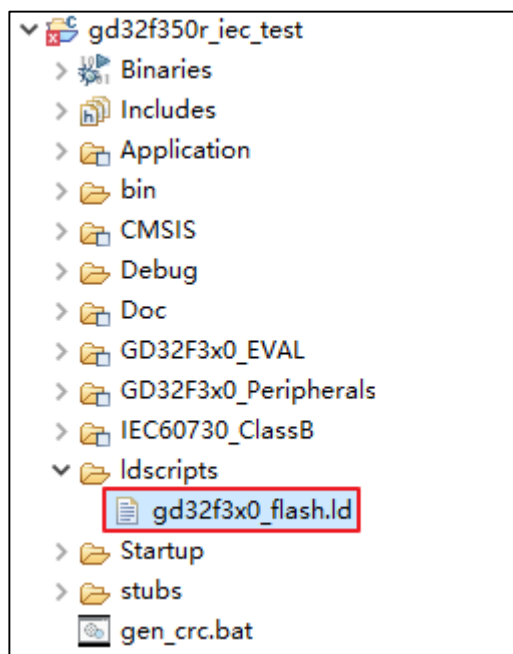 gd32f350r_iec_test
Binaries
Includes
Application
bin
CMSIS
Debug
Doc
GD32F3x0_EVAL
GD32F3x0_Peripherals
IEC60730_ClassB
ldscripts
gd32f3x0_flash.ld
Startup
stubs
gen_crc.bat